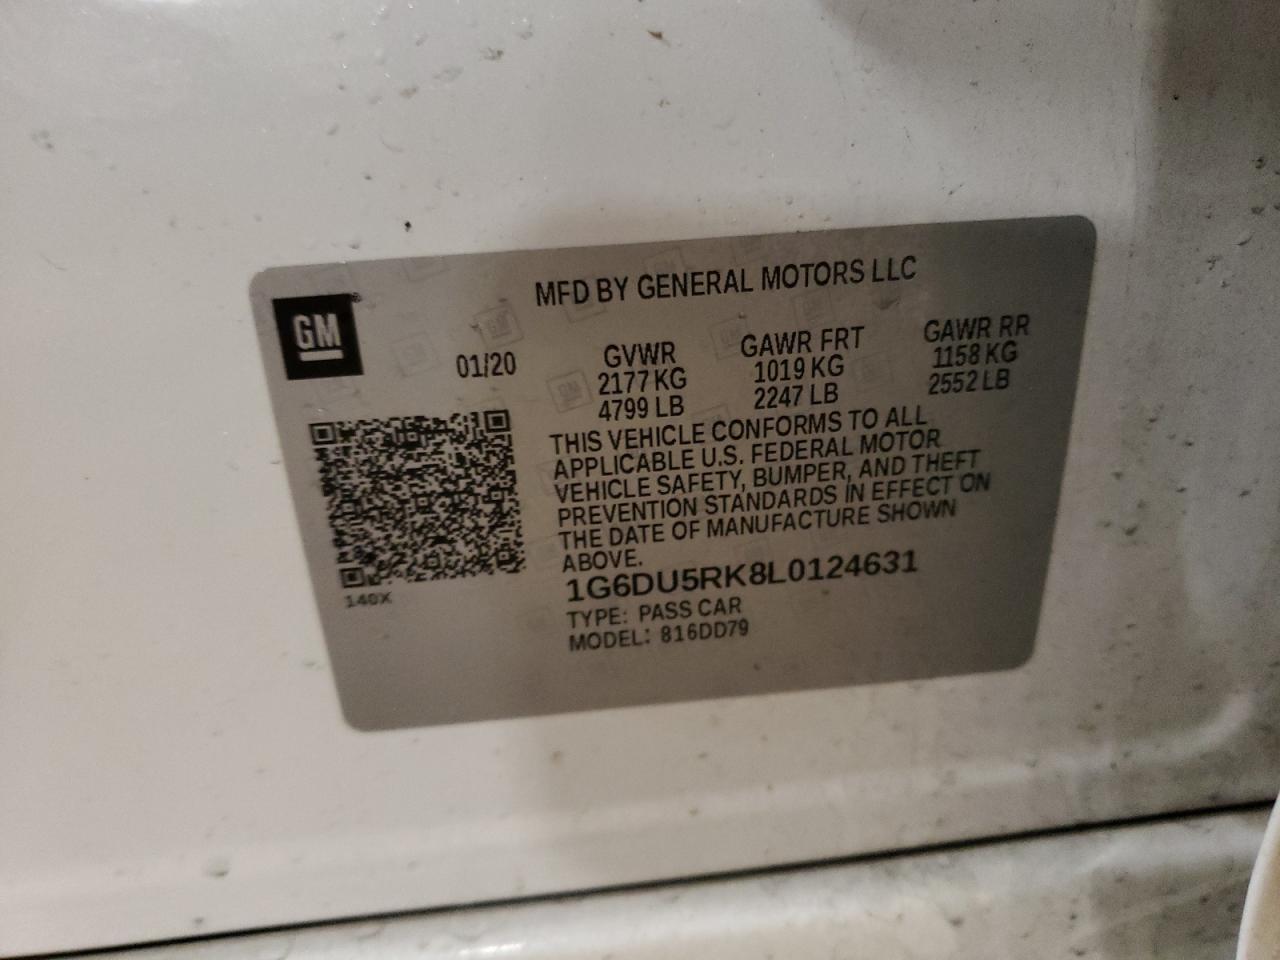 MFD BY GENERAL MOTORS LLC
GM
01/20
GVWR
2177 KG
4799 LB
GAWR FRT
1019 KG
2247 LB
GAWR RR
1158 KG
2552 LB
THIS VEHICLE CONFORMS TO ALL
APPLICABLE U.S. FEDERAL MOTOR
VEHICLE SAFETY, BUMPER, AND THEFT
PREVENTION STANDARDS IN EFFECT ON
THE DATE OF MANUFACTURE SHOWN
ABOVE.
1G6DU5RK8L0124631
TYPE: PASS CAR
MODEL: 816DD79
140X